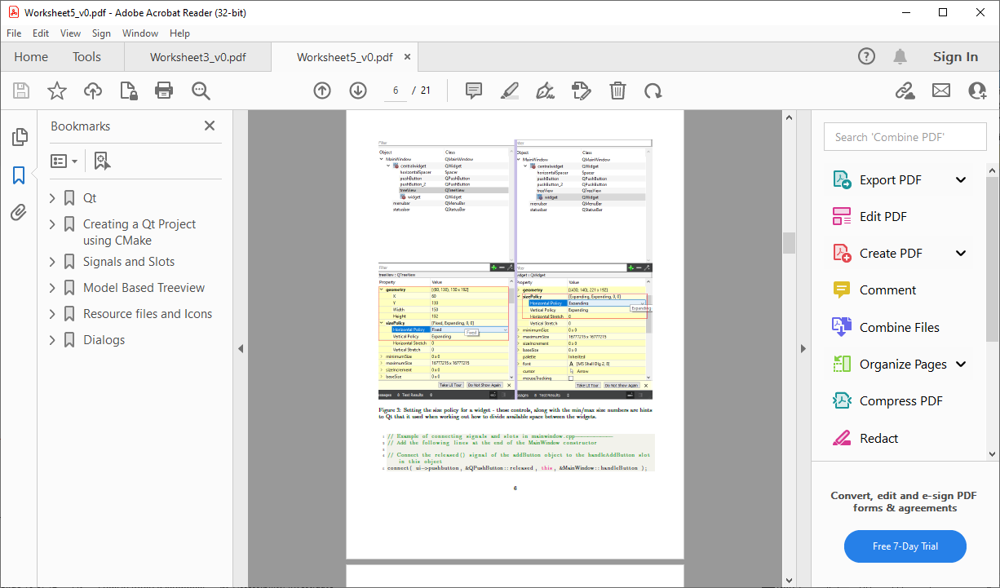 Worksheet5_v0.pdf - Adobe Acrobat Reader (32-bit)
File Edit View Sign Window Help
Home Tools Worksheet3_v0.pdf Worksheet5_v0.pdf × Sign In
6 / 21
Bookmarks
Qt
Creating a Qt Project
using CMake
Signals and Slots
Model Based Treeview
Resource files and Icons
Dialogs
Filter
Object Class
MainWindow QMainWindow
centralwidget QWidget
horizontalSpacer Spacer
pushButton QPushButton
pushButton_2 QPushButton
treeView QTreeView
widget QWidget
menubar QMenuBar
statusbar QStatusBar
Filter
treeView : QTreeView
Property Value
geometry [(60, 130), 150 x 192]
X 60
Y 130
Width 150
Height 192
sizePolicy [Fixed, Expanding, 0, 0]
Horizontal Policy Fixed
Fixed
Vertical Policy Expanding
Horizontal Stretch 0
Vertical Stretch 0
minimumSize 0 x 0
maximumSize 16777215 x 16777215
sizeIncrement 0 x 0
baseSize 0 x 0
Take UI Tour Do Not Show Again
ssages 8 Test Results
ilter
Object Class
MainWindow QMainWindow
centralwidget QWidget
horizontalSpacer Spacer
pushButton QPushButton
pushButton_2 QPushButton
treeView QTreeView
widget QWidget
menubar QMenuBar
statusbar QStatusBar
ilter
widget : QWidget
Property Value
geometry [(430, 140), 221 x 192]
sizePolicy [Expanding, Expanding, 0, 0]
Horizontal Policy Expanding
Expanding
Vertical Policy Expanding
Horizontal Stretch 0
Vertical Stretch 0
minimumSize 0 x 0
maximumSize 16777215 x 16777215
sizeIncrement 0 x 0
baseSize 0 x 0
palette Inherited
font A [MS Shell Dlg 2, 8]
cursor Arrow
mouseTracking
Take UI Tour Do Not Show Again
ssages 8 Test Results
Figure 3: Setting the size policy for a widget - these controls, along with the min/max size numbers are hints
to Qt that it used when working out how to divide available space between the widgets.
1 // Example of connecting signals and slots in mainwindow.cpp
2 // Add the following lines at the end of the MainWindow constructor
3
4 // Connect the released() signal of the addButton object to the handleAddButton slot
in this object
5 connect( ui->pushbutton, &QPushButton::released, this, &MainWindow::handleButton );
6
Search 'Combine PDF'
Export PDF
Edit PDF
Create PDF
Comment
Combine Files
Organize Pages
Compress PDF
Redact
Convert, edit and e-sign PDF
forms & agreements
Free 7-Day Trial